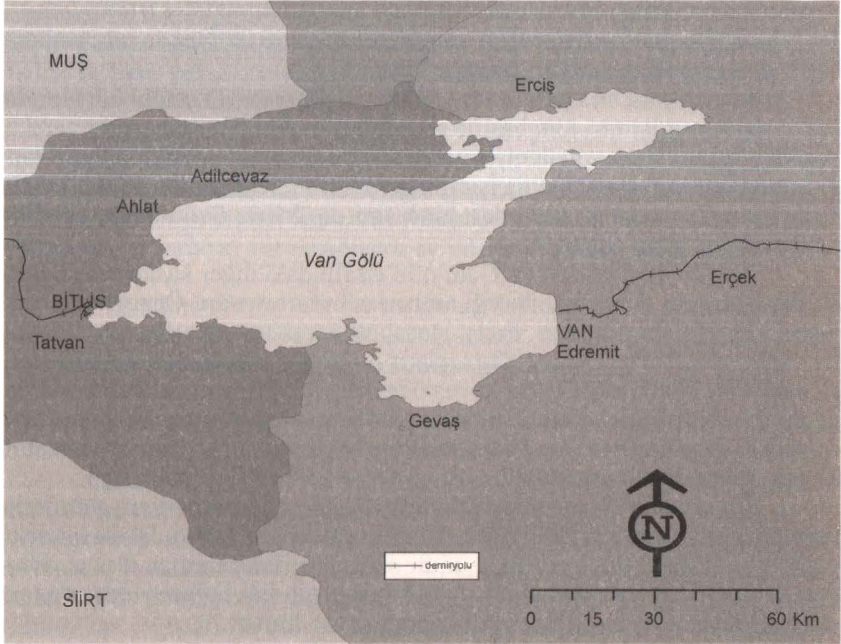 MUŞ
Erciş
Adilcevaz
Ahlat
Van Gölü
Erçek
BİTLİS
VAN
Tatvan
Edremit
Gevaş
N
demiryolu
SİİRT
0 15 30 60 Km